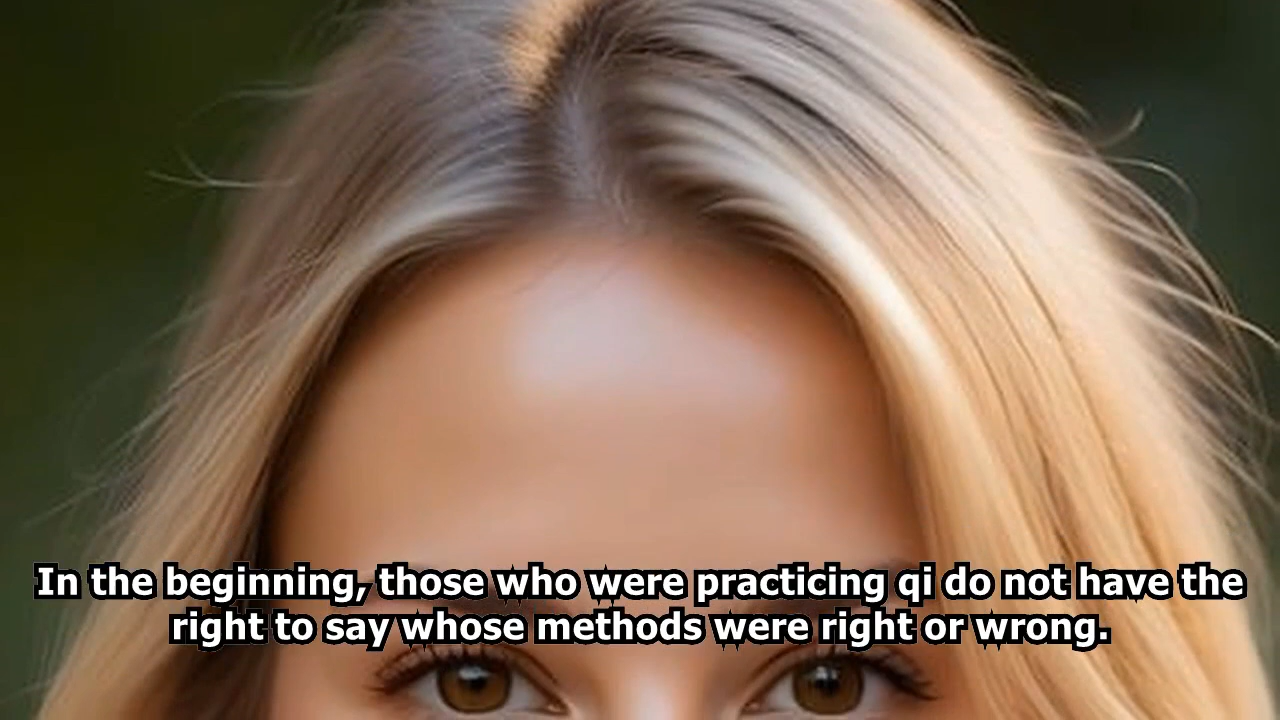 In the beginning, those who were practicing qi do not have the
right to say whose methods were right or wrong.